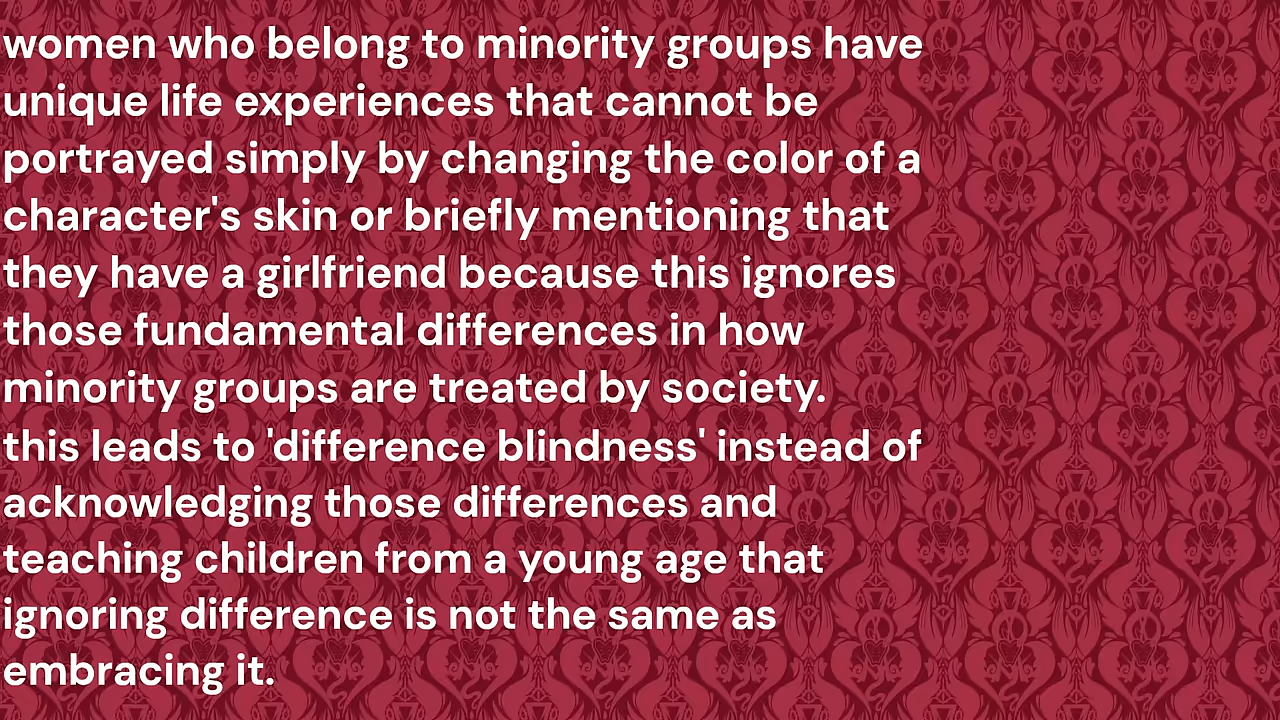 women who belong to minority groups have
unique life experiences that cannot be
portrayed simply by changing the color of a
character's skin or briefly mentioning that
they have a girlfriend because this ignores
those fundamental differences in how
minority groups are treated by society.
this leads to 'difference blindness' instead of
acknowledging those differences and
teaching children from a young age that
ignoring difference is not the same as
embracing it.